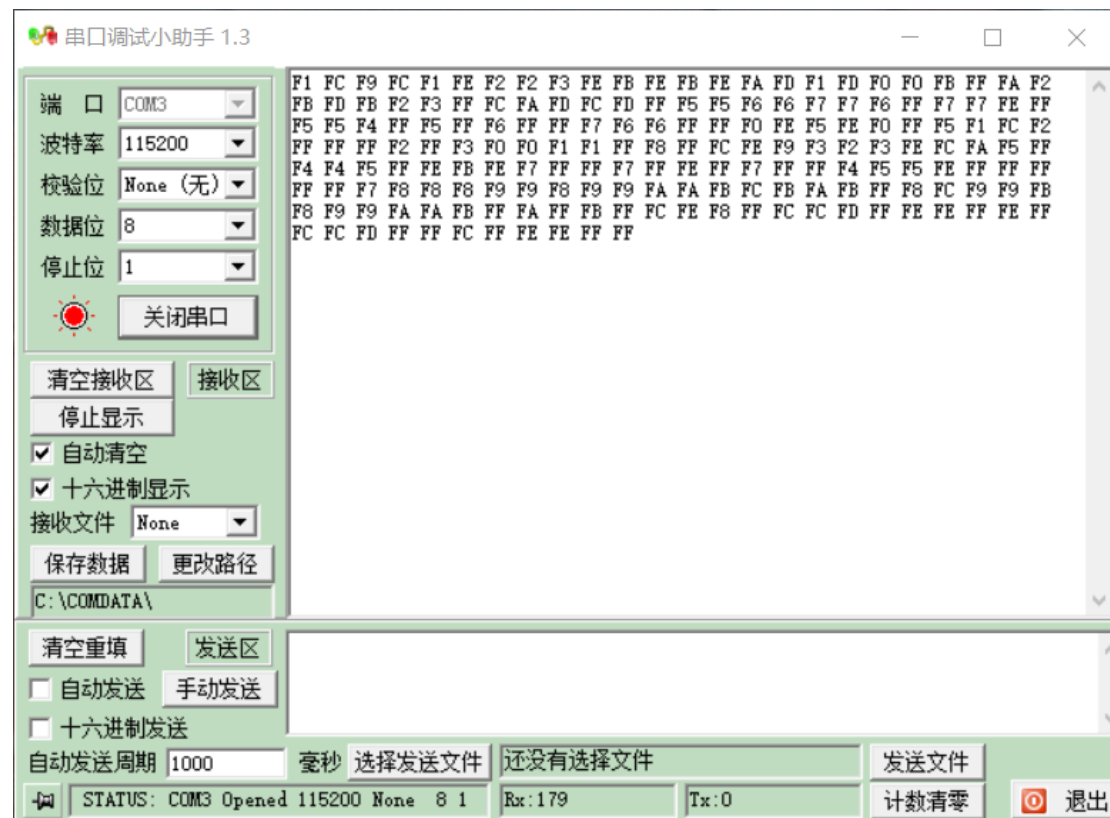 串口调试小助手 1.3
端 口 COM3
波特率 115200
校验位 None (无)
数据位 8
停止位 1
关闭串口
清空接收区 接收区
停止显示
自动清空
十六进制显示
接收文件 None
保存数据 更改路径
C:\COMDATA\
F1 FC F9 FC F1 FE F2 F2 F3 FE FB FE FB FE FA FD F1 FD F0 F0 FB FF FA F2
FB FD FB F2 F3 FF FC FA FD FC FD FF F5 F5 F6 F6 F7 F7 F6 FF F7 F7 FE FF
F5 F5 F4 FF F5 FF F6 FF FF F7 F6 F6 FF FF F0 FE F5 FE F0 FF F5 F1 FC F2
FF FF FF F2 FF F3 F0 F0 F1 F1 FF F8 FF FC FE F9 F3 F2 F3 FE FC FA F5 FF
F4 F4 F5 FF FE FB FE F7 FF FF F7 FF FE FF F7 FF FF F4 F5 F5 FE FF FF FF
FF FF F7 F8 F8 F8 F9 F9 F8 F9 F9 FA FA FB FC FB FA FB FF F8 FC F9 F9 FB
F8 F9 F9 FA FA FB FF FA FF FB FF FC FE F8 FF FC FC FD FF FE FE FF FE FF
FC FC FD FF FF FC FF FE FE FF FF
清空重填 发送区
自动发送 手动发送
十六进制发送
自动发送周期 1000 毫秒 选择发送文件 还没有选择文件 发送文件
STATUS: COM3 Opened 115200 None 8 1 Rx:179 Tx:0 计数清零 退出